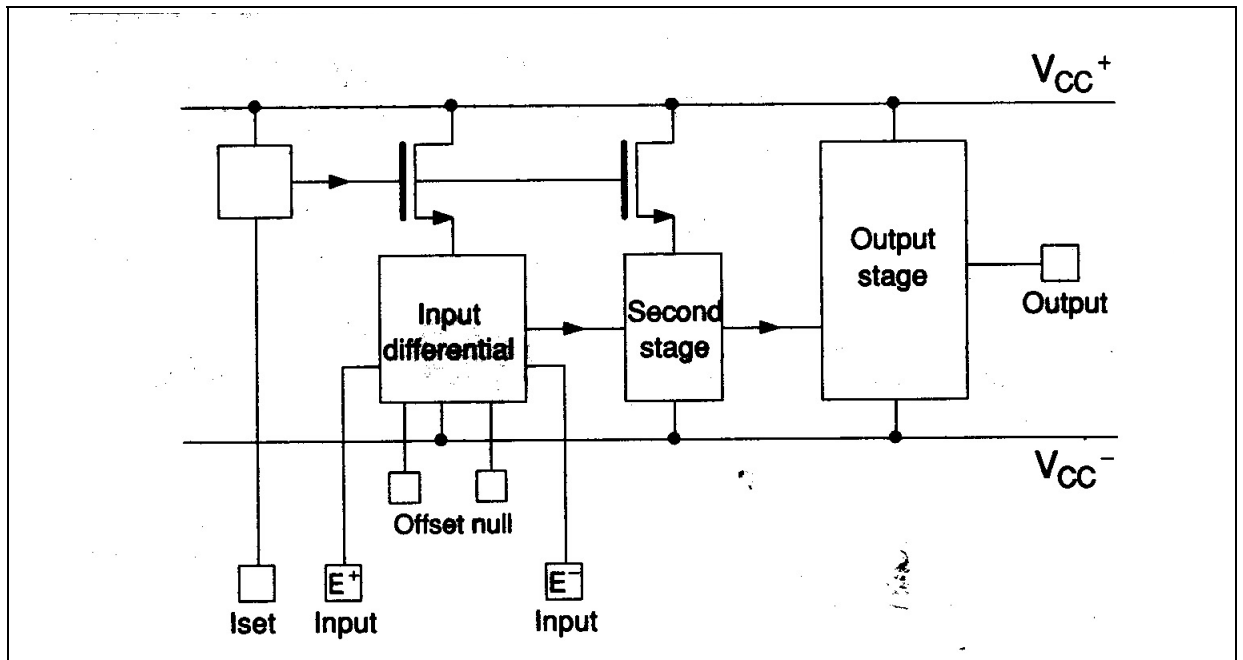 VCC+
Input
differential
Second
stage
Output
stage
Output
VCC-
Offset null
E+
E-
Iset
Input
Input